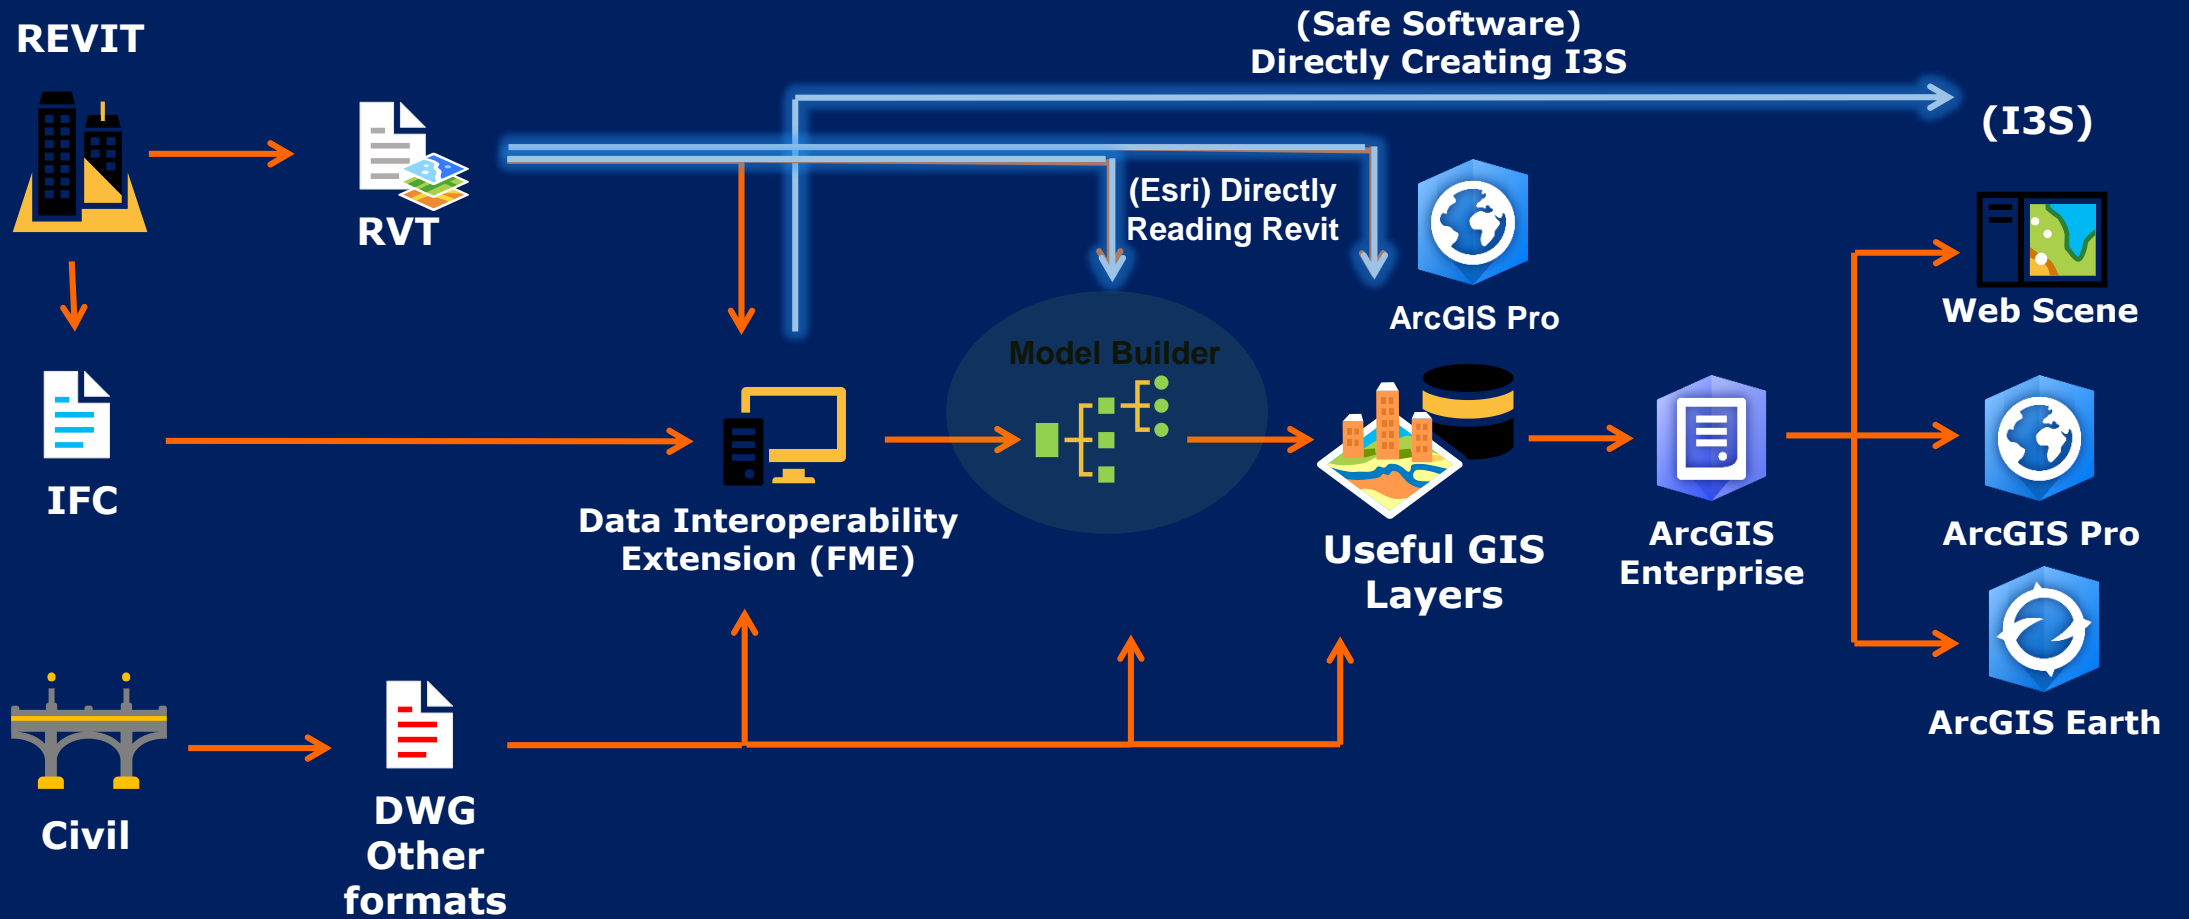 REVIT
(Safe Software)
Directly Creating I3S
(I3S)
RVT
(Esri) Directly
Reading Revit
ArcGIS Pro
Web Scene
Model Builder
IFC
Data Interoperability
Extension (FME)
Useful GIS
Layers
ArcGIS
Enterprise
ArcGIS Pro
ArcGIS Earth
Civil
DWG
Other
formats